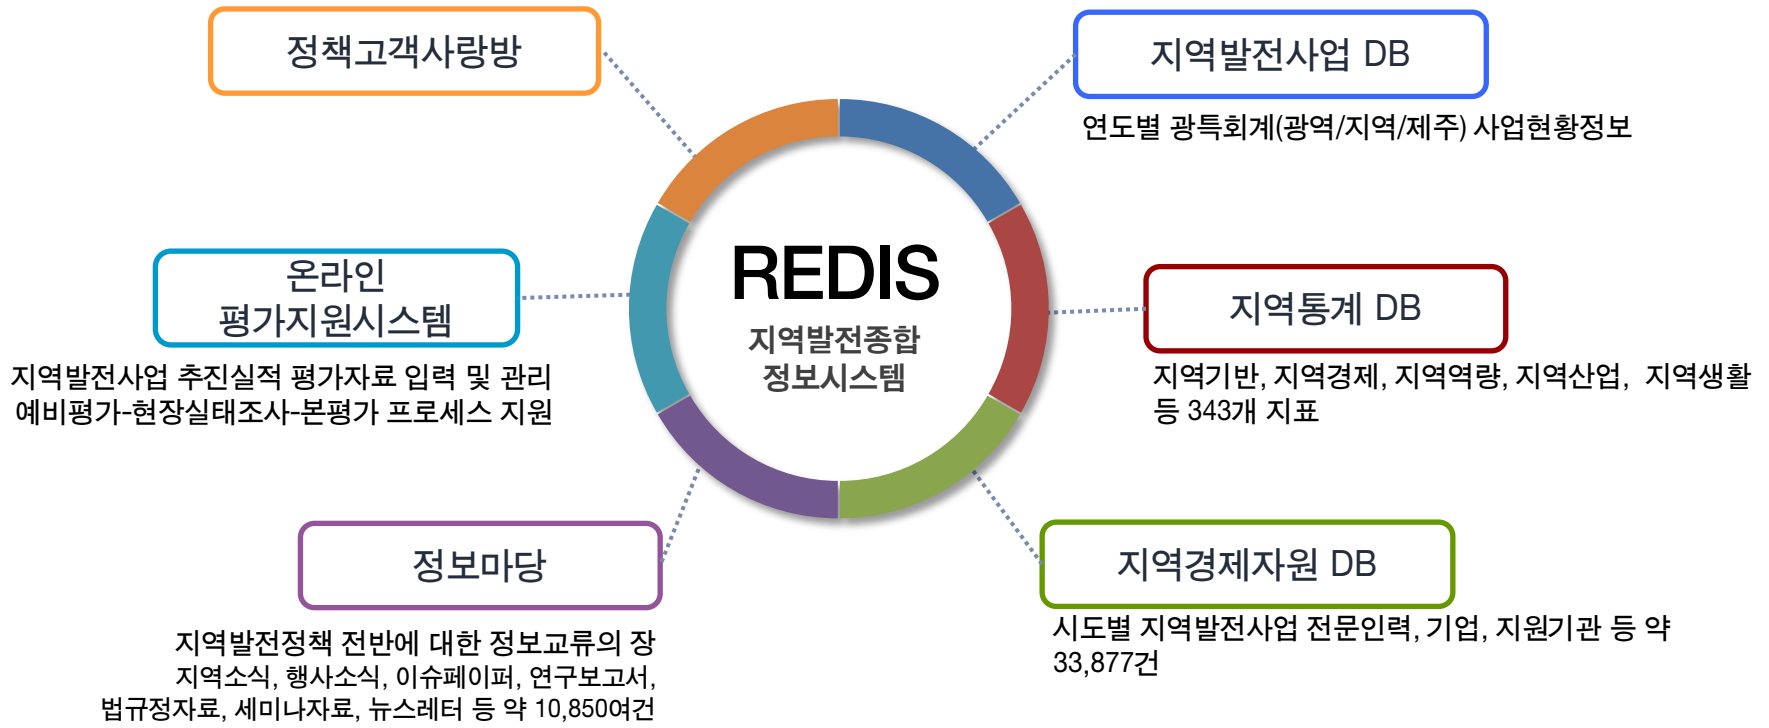 정책고객사랑방
지역발전사업 DB
연도별 광특회계(광역/지역/제주) 사업현황정보
REDIS
지역발전종합
정보시스템
온라인
평가지원시스템
지역발전사업 추진실적 평가자료 입력 및 관리
예비평가-현장실태조사-본평가 프로세스 지원
지역통계 DB
지역기반, 지역경제, 지역역량, 지역산업, 지역생활
등 343개 지표
정보마당
지역발전정책 전반에 대한 정보교류의 장
지역소식, 행사소식, 이슈페이퍼, 연구보고서,
법규정자료, 세미나자료, 뉴스레터 등 약 10,850여건
지역경제자원 DB
시도별 지역발전사업 전문인력, 기업, 지원기관 등 약
33,877건